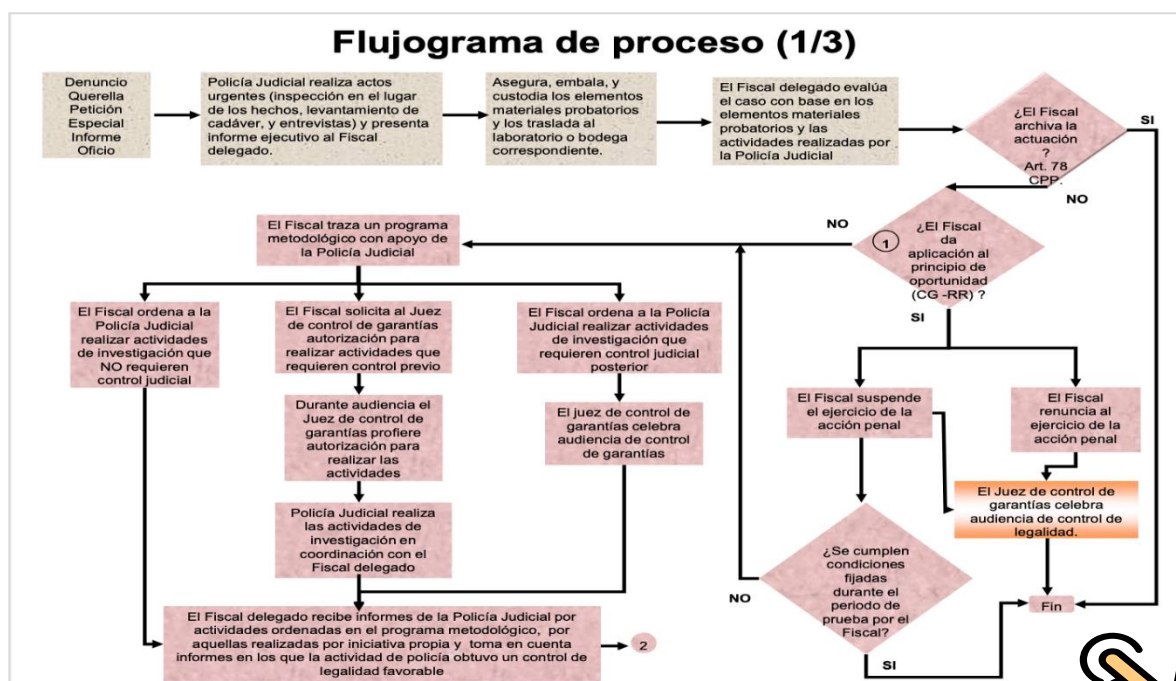 Flujograma de proceso (1/3)
Denuncio
Querella
Petición
Especial
Informe
Oficio
Policía Judicial realiza actos
urgentes (inspección en el lugar
de los hechos, levantamiento de
cadáver, y entrevistas) y presenta
informe ejecutivo al Fiscal
delegado.
Asegura, embala, y
custodia los elementos
materiales probatorios
y los traslada al
laboratorio o bodega
correspondiente.
El Fiscal delegado evalúa
el caso con base en los
elementos materiales
probatorios y las
actividades realizadas por
la Policía Judicial
¿El Fiscal
archiva la
actuación
?
Art. 78
CPP.
SI
NO
1
¿El Fiscal
da
aplicación al
principio de
oportunidad
(CG -RR) ?
NO
SI
El Fiscal traza un programa
metodológico con apoyo de
la Policía Judicial
El Fiscal ordena a la
Policía Judicial
realizar actividades
de investigación que
NO requieren
control judicial
El Fiscal solicita al Juez
de control de garantías
autorización para
realizar actividades que
requieren control previo
El Fiscal ordena a la Policía
Judicial realizar actividades
de investigación que
requieren control judicial
posterior
Durante audiencia el
Juez de control de
garantías profiere
autorización para
realizar las
actividades
El juez de control de
garantías celebra
audiencia de control
de garantías
Policía Judicial realiza
las actividades de
investigación en
coordinación con el
Fiscal delegado
El Fiscal delegado recibe informes de la Policía Judicial por
actividades ordenadas en el programa metodológico, por
aquellas realizadas por iniciativa propia y toma en cuenta
informes en los que la actividad de policía obtuvo un control de
legalidad favorable
2
El Fiscal suspende
el ejercicio de la
acción penal
El Fiscal
renuncia al
ejercicio de la
acción penal
El Juez de control de
garantías celebra
audiencia de control de
legalidad.
¿Se cumplen
condiciones
fijadas
durante el
periodo de
prueba por el
Fiscal?
NO
SI
Fin